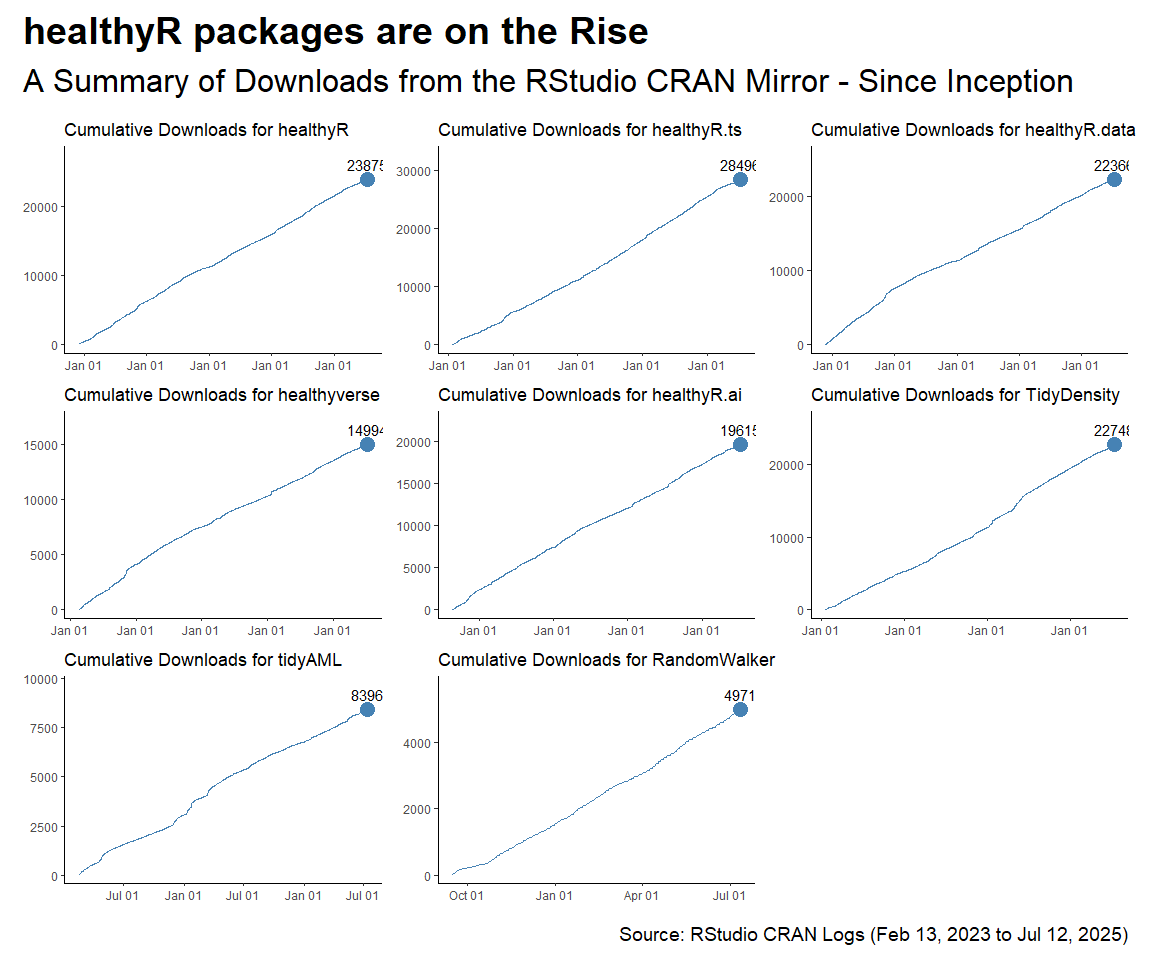 healthyR packages are on the Rise
A Summary of Downloads from the RStudio CRAN Mirror - Since Inception
Cumulative Downloads for healthyR
23875
20000
10000
0
Jan 01 Jan 01 Jan 01 Jan 01 Jan 01
Cumulative Downloads for healthyR.ts
28496
30000
20000
10000
0
Jan 01 Jan 01 Jan 01 Jan 01 Jan 01
Cumulative Downloads for healthyR.data
22366
20000
10000
0
Jan 01 Jan 01 Jan 01 Jan 01 Jan 01
Cumulative Downloads for healthyverse
14994
15000
10000
5000
0
Jan 01 Jan 01 Jan 01 Jan 01 Jan 01
Cumulative Downloads for healthyR.ai
19615
20000
15000
10000
5000
0
Jan 01 Jan 01 Jan 01 Jan 01
Cumulative Downloads for TidyDensity
22748
20000
10000
0
Jan 01 Jan 01 Jan 01 Jan 01
Cumulative Downloads for tidyAML
10000
8396
7500
5000
2500
0
Jul 01 Jan 01 Jul 01 Jan 01 Jul 01
Cumulative Downloads for RandomWalker
4971
4000
2000
0
Oct 01 Jan 01 Apr 01 Jul 01
Source: RStudio CRAN Logs (Feb 13, 2023 to Jul 12, 2025)